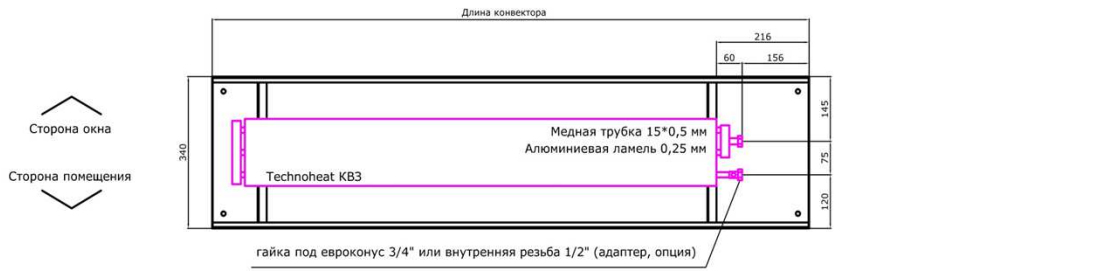 Длина конвектора
216
60
156
Сторона окна
145
Медная трубка 15*0,5 мм
Алюминиевая ламель 0,25 мм
340
75
Сторона помещения
Technoheat КВЗ
120
гайка под евроконус 3/4" или внутренняя резьба 1/2" (адаптер, опция)